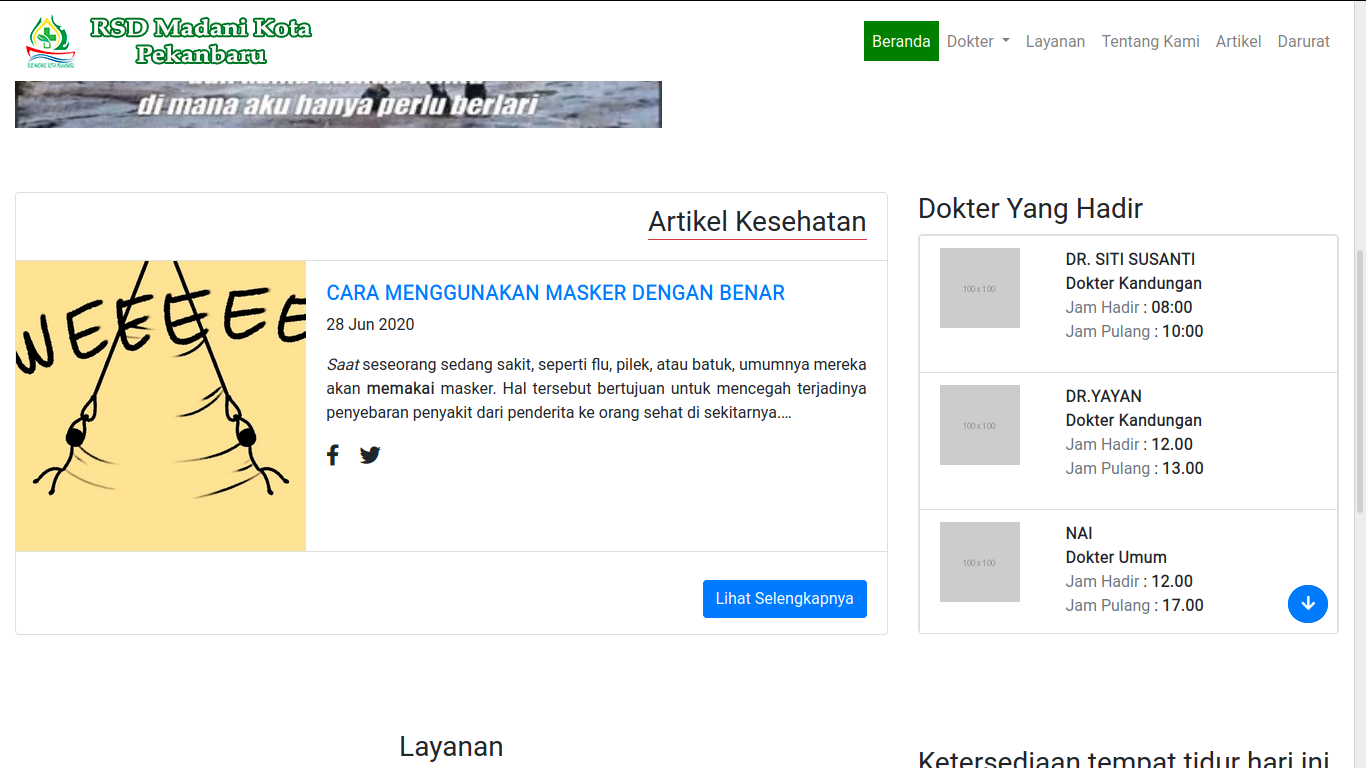 RSD Madani Kota
Pekanbaru
Beranda Dokter Layanan Tentang Kami Artikel Darurat
di mana aku hanya perlu berlari
Artikel Kesehatan
WEEEEEE
CARA MENGGUNAKAN MASKER DENGAN BENAR
28 Jun 2020
Saat seseorang sedang sakit, seperti flu, pilek, atau batuk, umumnya mereka
akan memakai masker. Hal tersebut bertujuan untuk mencegah terjadinya
penyebaran penyakit dari penderita ke orang sehat di sekitarnya....
Lihat Selengkapnya
Dokter Yang Hadir
100 x 100
DR. SITI SUSANTI
Dokter Kandungan
Jam Hadir : 08:00
Jam Pulang : 10:00
100 x 100
DR.YAYAN
Dokter Kandungan
Jam Hadir : 12.00
Jam Pulang : 13.00
100 x 100
NAI
Dokter Umum
Jam Hadir : 12.00
Jam Pulang : 17.00
Layanan
Ketersediaan tempat tidur hari ini